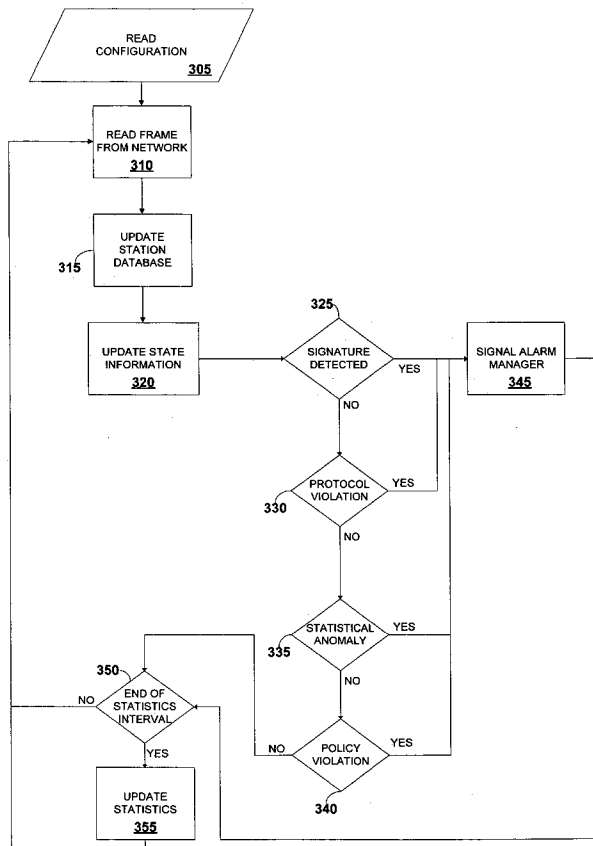 READ
CONFIGURATION
305
READ FRAME
FROM NETWORK
310
UPDATE
STATION
DATABASE
315
325
UPDATE STATE
INFORMATION
320
SIGNATURE
DETECTED
YES
SIGNAL ALARM
MANAGER
345
NO
PROTOCOL
VIOLATION
YES
330
NO
STATISTICAL
ANOMALY
YES
335
NO
350
END OF
STATISTICS
INTERVAL
NO
YES
POLICY
VIOLATION
NO
YES
340
UPDATE
STATISTICS
355